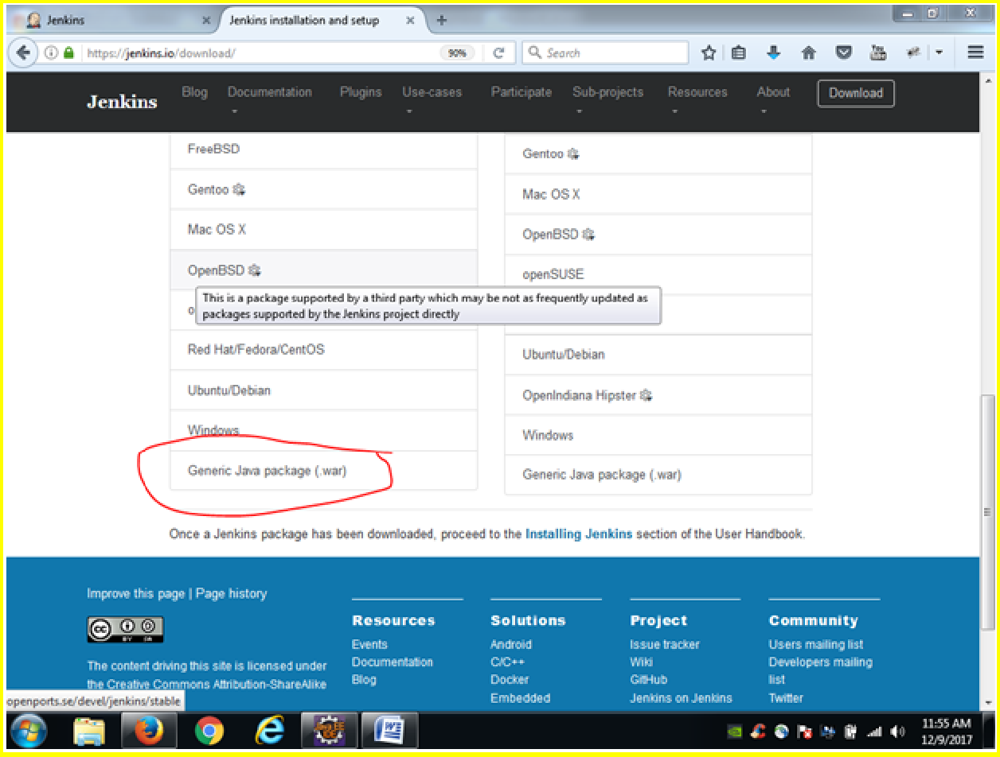 Jenkins
Jenkins installation and setup
https://jenkins.io/download/
90%
Search
Jenkins
Blog
Documentation
Plugins
Use-cases
Participate
Sub-projects
Resources
About
Download
FreeBSD
Gentoo
Mac OS X
OpenBSD
This is a package supported by a third party which may be not as frequently updated as
packages supported by the Jenkins project directly
Red Hat/Fedora/CentOS
Ubuntu/Debian
Windows
Generic Java package (.war)
Gentoo
Mac OS X
OpenBSD
openSUSE
Ubuntu/Debian
OpenIndiana Hipster
Windows
Generic Java package (.war)
Once a Jenkins package has been downloaded, proceed to the Installing Jenkins section of the User Handbook.
Improve this page | Page history
cc
BY SA
The content driving this site is licensed under
the Creative Commons Attribution-ShareAlike
Resources
Events
Documentation
Blog
Solutions
Android
C/C++
Docker
Embedded
Project
Issue tracker
Wiki
GitHub
Jenkins on Jenkins
Community
Users mailing list
Developers mailing
list
Twitter
openports.se/devel/jenkins/stable
11:55 AM
12/9/2017